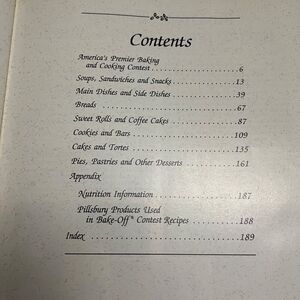 Contents
America's Premier Baking
and Cooking Contest . . . . . . . . . . . . . . . . . . 6
Soups, Sandwiches and Snacks . . . . . . . . . . . . . 13
Main Dishes and Side Dishes . . . . . . . . . . . . . . 39
Breads . . . . . . . . . . . . . . . . . . . . . . . . . . . . 67
Sweet Rolls and Coffee Cakes . . . . . . . . . . . . . . 87
Cookies and Bars . . . . . . . . . . . . . . . . . . . . . 109
Cakes and Tortes . . . . . . . . . . . . . . . . . . . . . 135
Pies, Pastries and Other Desserts . . . . . . . . . . . 161
Appendix
Nutrition Information . . . . . . . . . . . . . . . . . 187
Pillsbury Products Used
in Bake-Off™ Contest Recipes . . . . . . . . . . . . 188
Index . . . . . . . . . . . . . . . . . . . . . . . . . . . . 189